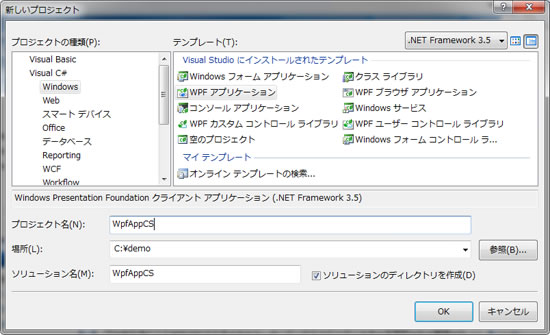 新しいプロジェクト
プロジェクトの種類(P):
テンプレート(T):
.NET Framework 3.5
Visual Basic
Visual C#
Windows
Web
スマート デバイス
Office
データベース
Reporting
WCF
Workflow
Visual Studio にインストールされたテンプレート
Windows フォーム アプリケーション
クラス ライブラリ
WPF アプリケーション
WPF ブラウザ アプリケーション
コンソール アプリケーション
Windows サービス
WPF カスタム コントロール ライブラリ
WPF ユーザー コントロール ライブラリ
空のプロジェクト
Windows フォーム コントロール ラ...
マイ テンプレート
オンライン テンプレートの検索...
Windows Presentation Foundation クライアント アプリケーション (.NET Framework 3.5)
プロジェクト名(N):
WpfAppCS
場所(L):
C:¥demo
参照(B)...
ソリューション名(M):
WpfAppCS
ソリューションのディレクトリを作成(D)
OK
キャンセル